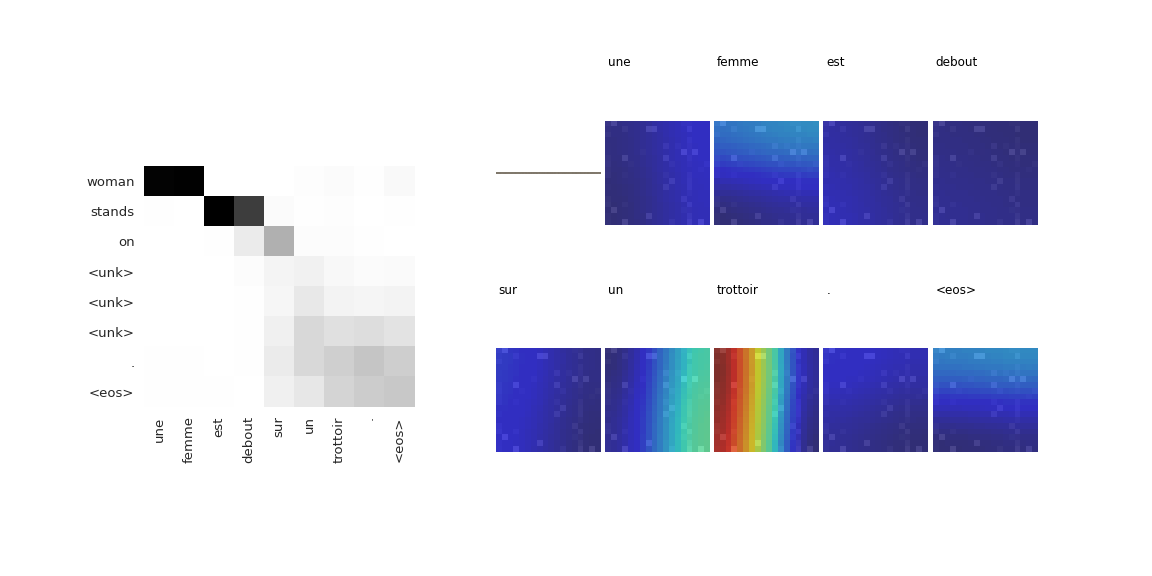 woman
stands
on
<unk>
<unk>
<unk>
.
<eos>
une femme est debout sur un trottoir . <eos>
une femme est debout
sur un trottoir . <eos>